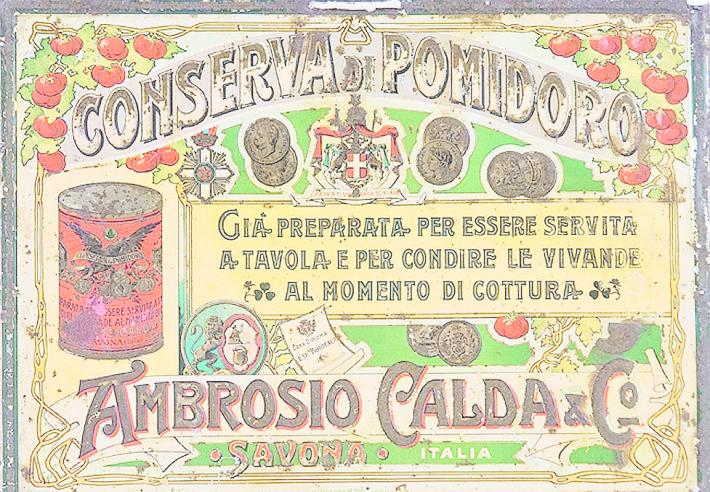 CONSERVA DI POMIDORO
GIÀ PREPARATA PER ESSERE SERVITA
A TAVOLA E PER CONDIRE LE VIVANDE
AL MOMENTO DI COTTURA
AMBROSIO CALDA & Cº
SAVONA
ITALIA